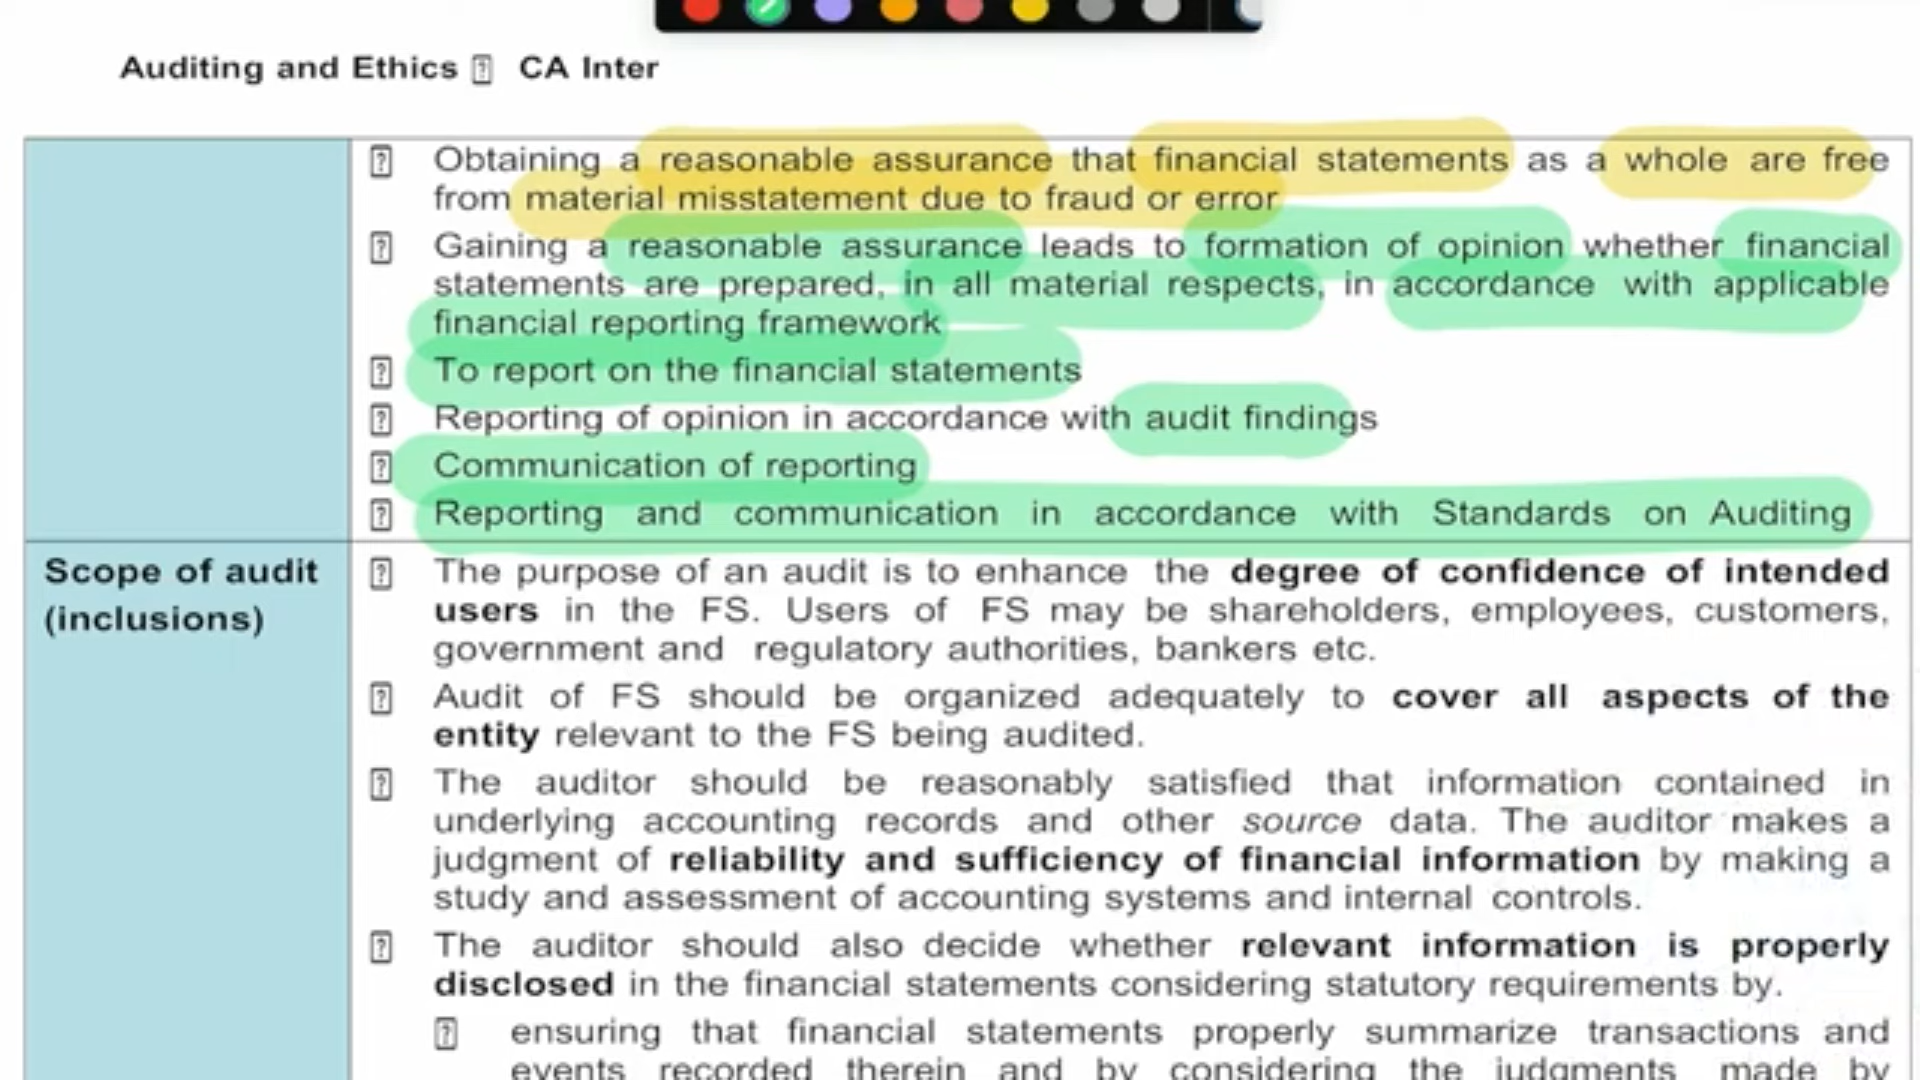 Auditing and Ethics CA Inter
Obtaining a reasonable assurance that financial statements as a whole are free
from material misstatement due to fraud or error
Gaining a reasonable assurance leads to formation of opinion whether financial
statements are prepared, in all material respects, in accordance with applicable
financial reporting framework
To report on the financial statements
Reporting of opinion in accordance with audit findings
Communication of reporting
Reporting and communication in accordance with Standards on Auditing
Scope of audit
(inclusions)
The purpose of an audit is to enhance the degree of confidence of intended
users in the FS. Users of FS may be shareholders, employees, customers,
government and regulatory authorities, bankers etc.
Audit of FS should be organized adequately to cover all aspects of the
entity relevant to the FS being audited.
The auditor should be reasonably satisfied that information contained in
underlying accounting records and other source data. The auditor makes a
judgment of reliability and sufficiency of financial information by making a
study and assessment of accounting systems and internal controls.
The auditor should also decide whether relevant information is properly
disclosed in the financial statements considering statutory requirements by.
ensuring that financial statements properly summarize transactions and
events recorded therein and by considering the judgments made by